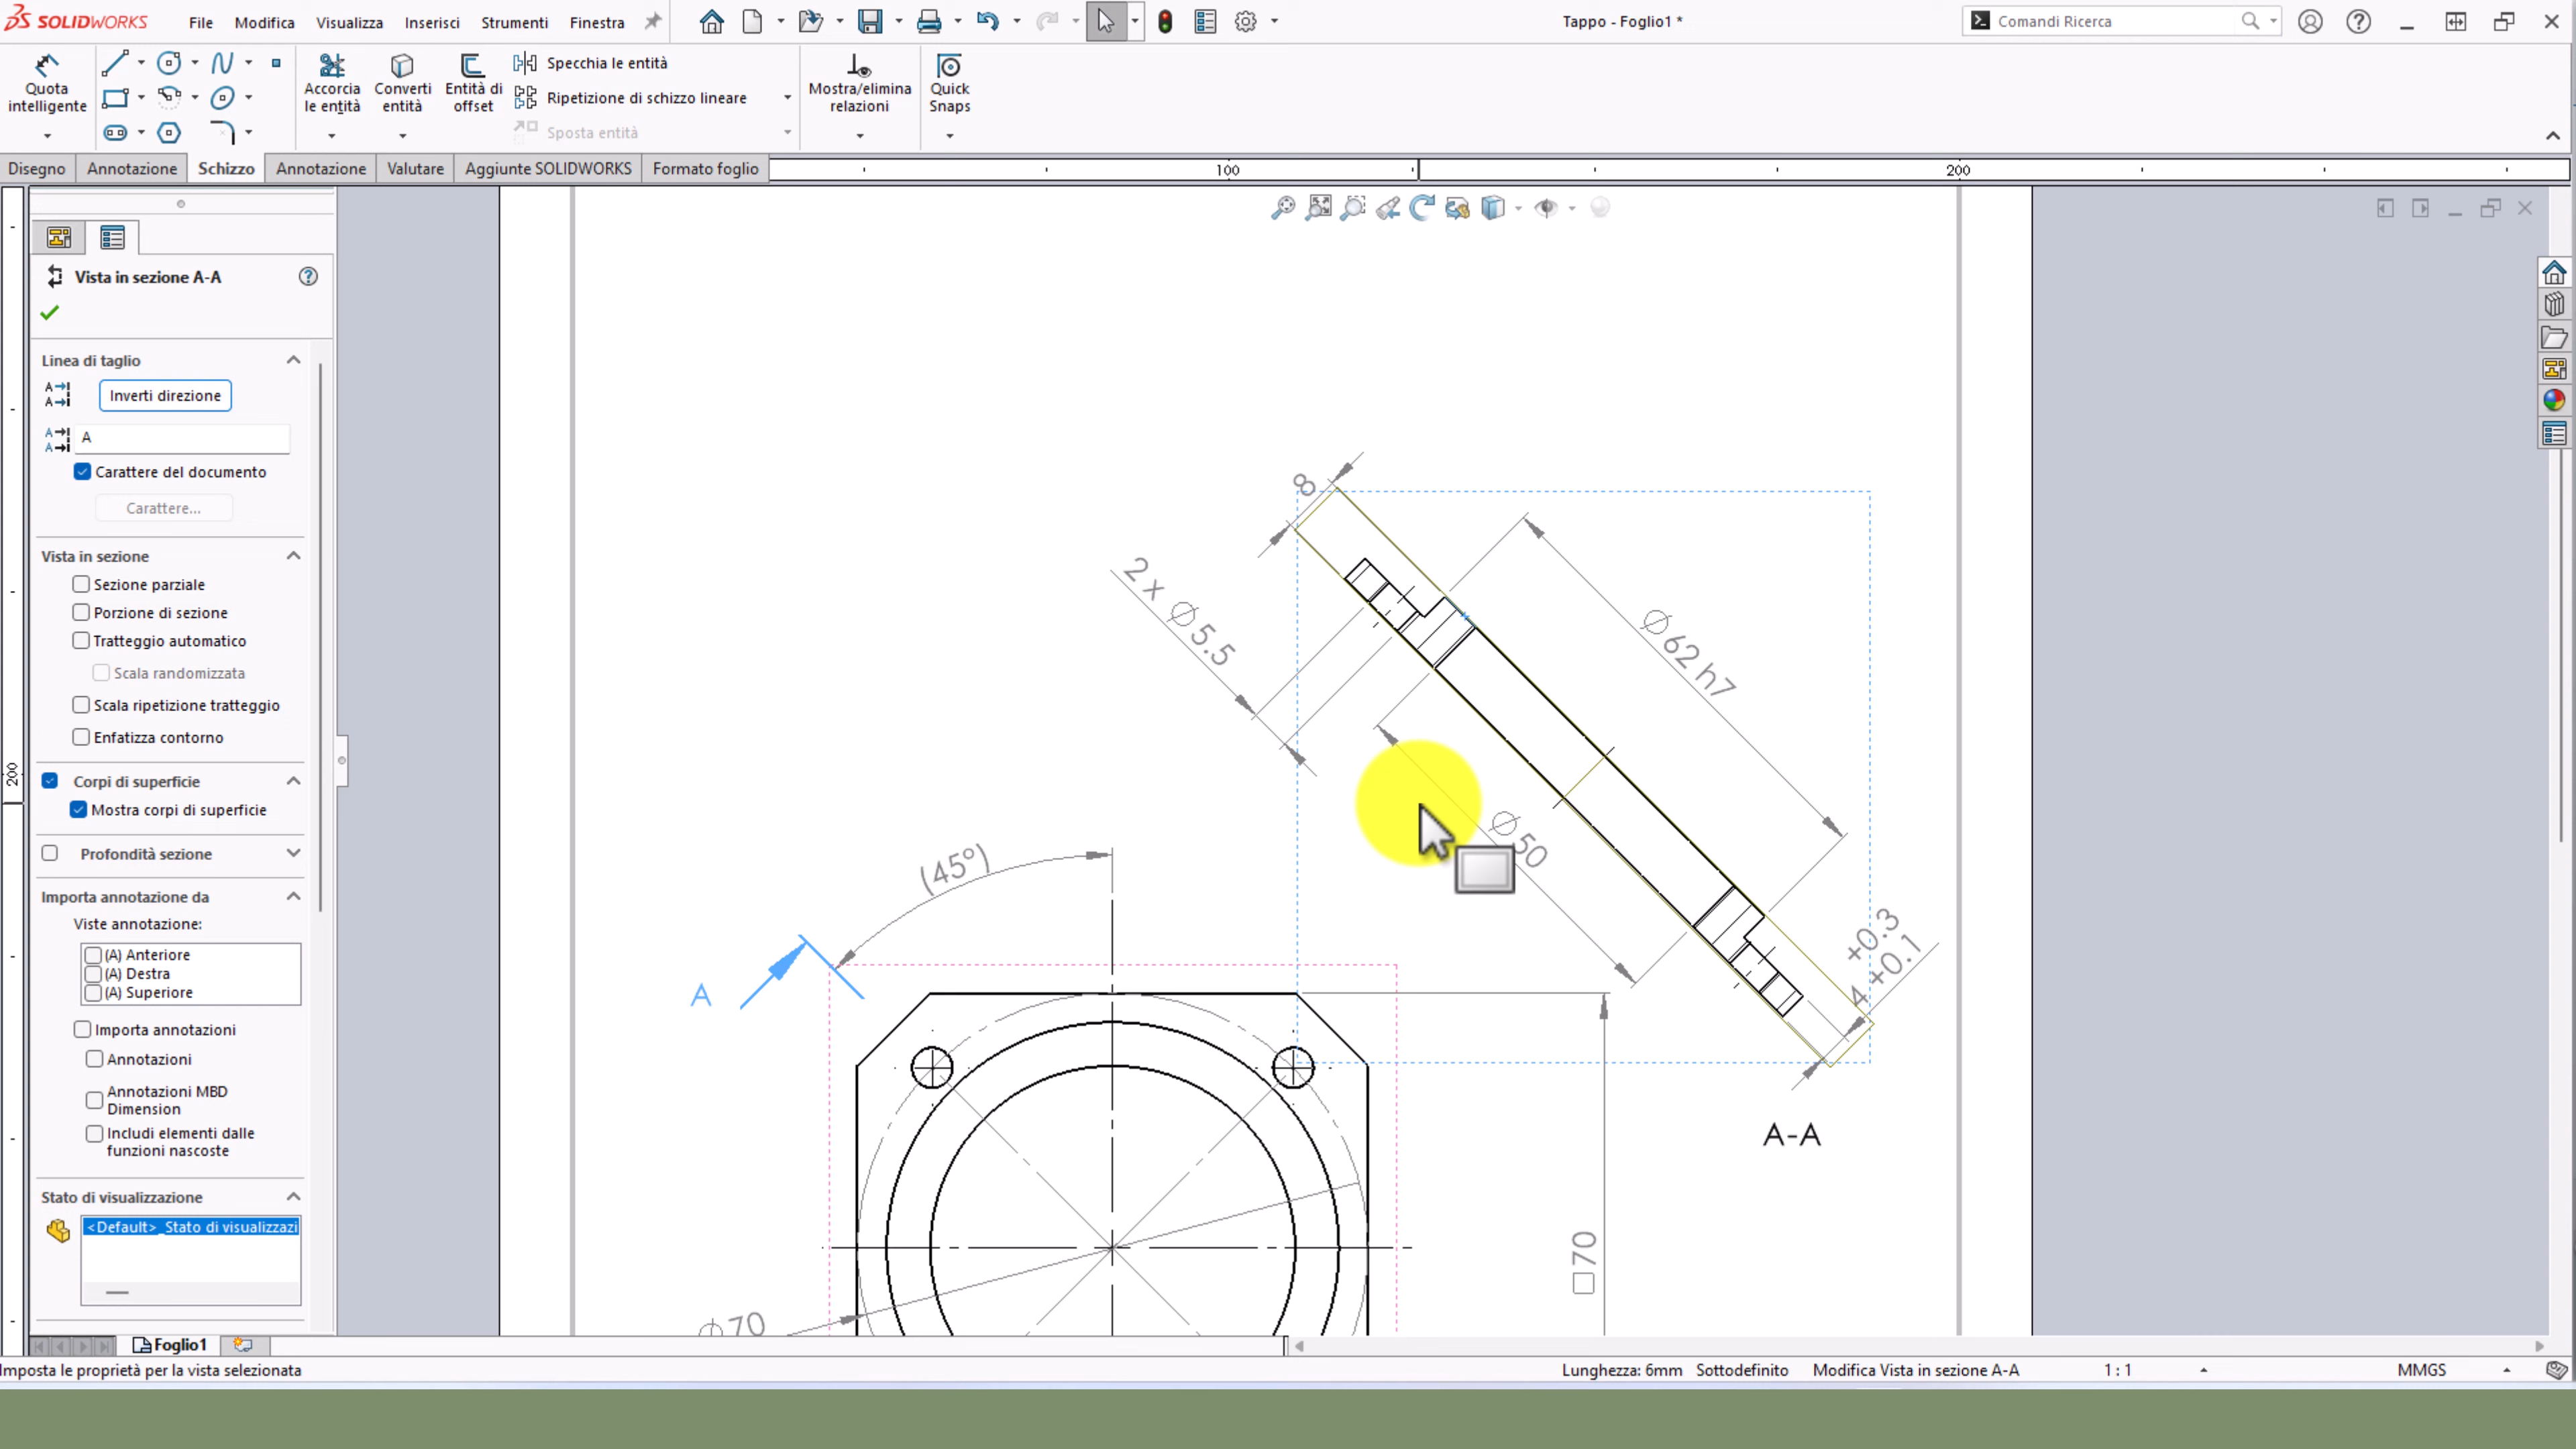 SOLIDWORKS File Modifica Visualizza Inserisci Strumenti Finestra Tappo - Foglio1 * Comandi Ricerca
Quota intelligente
Accorcia le entità
Converti entità
Entità di offset
Specchia le entità
Ripetizione di schizzo lineare
Sposta entità
Mostra/elimina relazioni
Quick Snaps
Disegno Annotazione Schizzo Annotazione Valutare Aggiunte SOLIDWORKS Formato foglio
100 200
Vista in sezione A-A
Linea di taglio
Inverti direzione
A
Carattere del documento
Carattere...
Vista in sezione
Sezione parziale
Porzione di sezione
Tratteggio automatico
Scala randomizzata
Scala ripetizione tratteggio
Enfatizza contorno
Corpi di superficie
Mostra corpi di superficie
200
Profondità sezione
Importa annotazione da
Viste annotazione:
(A) Anteriore
(A) Destra
(A) Superiore
Importa annotazioni
Annotazioni
Annotazioni MBD
Dimension
Includi elementi dalle
funzioni nascoste
Stato di visualizzazione
<Default>_Stato di visualizzazi
8
2 x ∅5.5
∅62 h7
∅50
+0.3
4 +0.1
A-A
(45°)
A
□70
∅70
Foglio1
Imposta le proprietà per la vista selezionata Lunghezza: 6mm Sottodefinito Modifica Vista in sezione A-A 1:1 MMGS